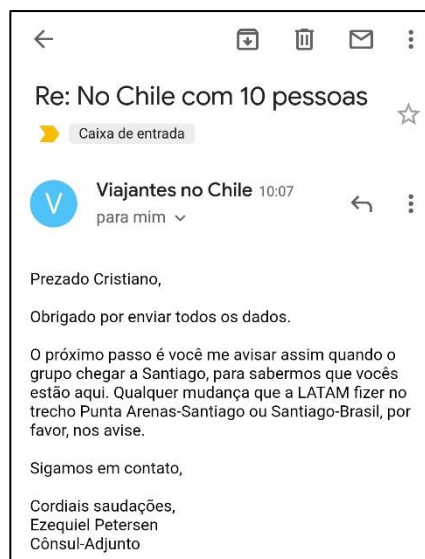 Re: No Chile com 10 pessoas
Caixa de entrada
V
Viajantes no Chile 10:07
para mim
Prezado Cristiano,
Obrigado por enviar todos os dados.
O próximo passo é você me avisar assim quando o
grupo chegar a Santiago, para sabermos que vocês
estão aqui. Qualquer mudança que a LATAM fizer no
trecho Punta Arenas-Santiago ou Santiago-Brasil, por
favor, nos avise.
Sigamos em contato,
Cordiais saudações,
Ezequiel Petersen
Cônsul-Adjunto